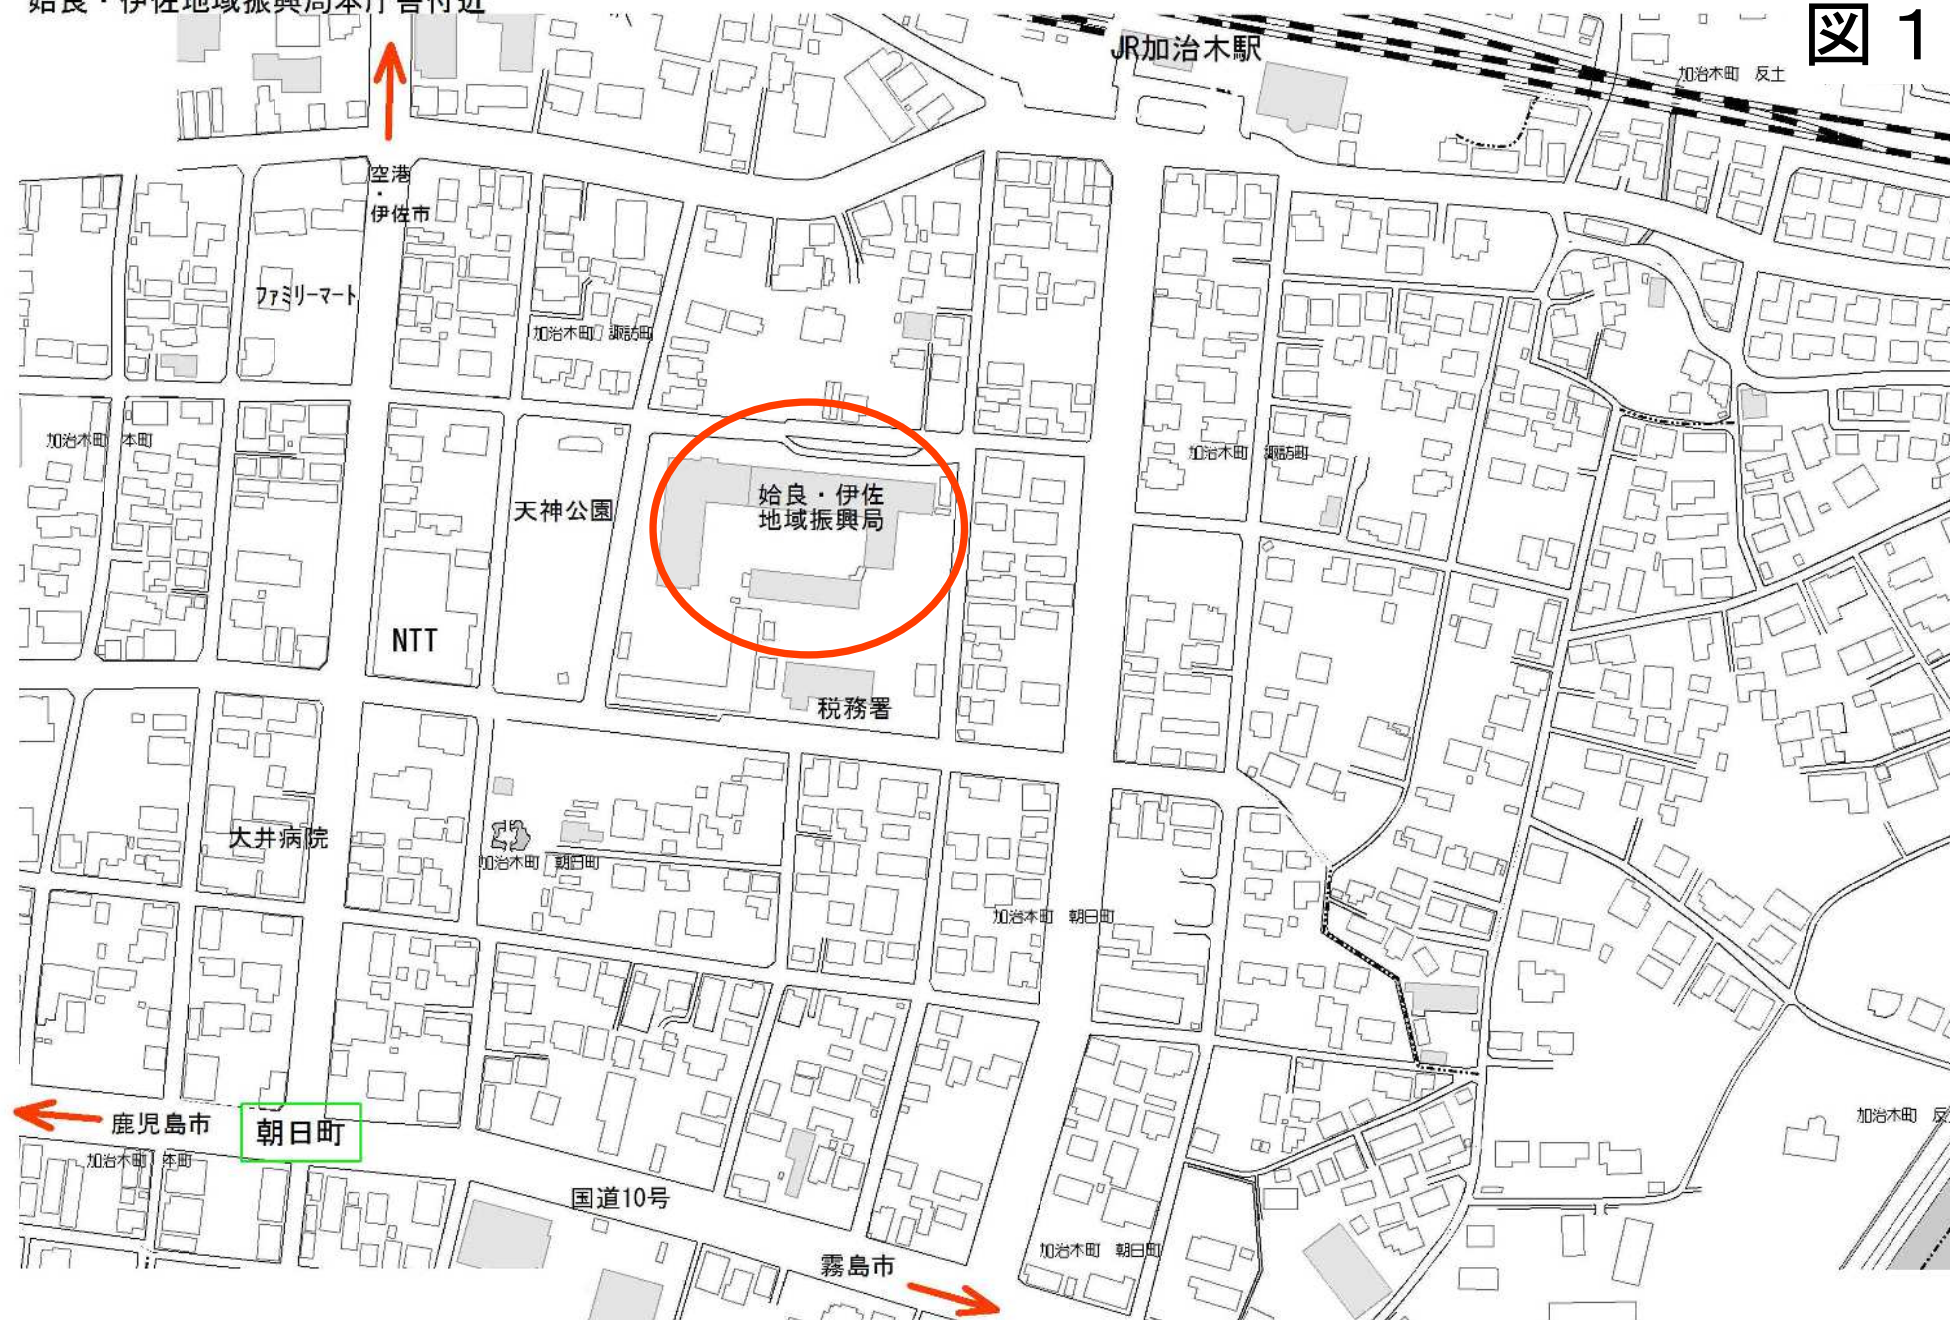 姶良・伊佐地域振興局本庁舎付近
図1
JR加治木駅
加治木町 反土
空港
・
伊佐市
ファミリーマート
加治木町 諏訪町
加治木町 本町
加治木町 諏訪町
天神公園
姶良・伊佐
地域振興局
NTT
税務署
大井病院
加治木町 朝日町
加治木町 朝日町
鹿児島市
朝日町
加治木町 反
加治木町 本町
国道10号
加治木町 朝日町
霧島市